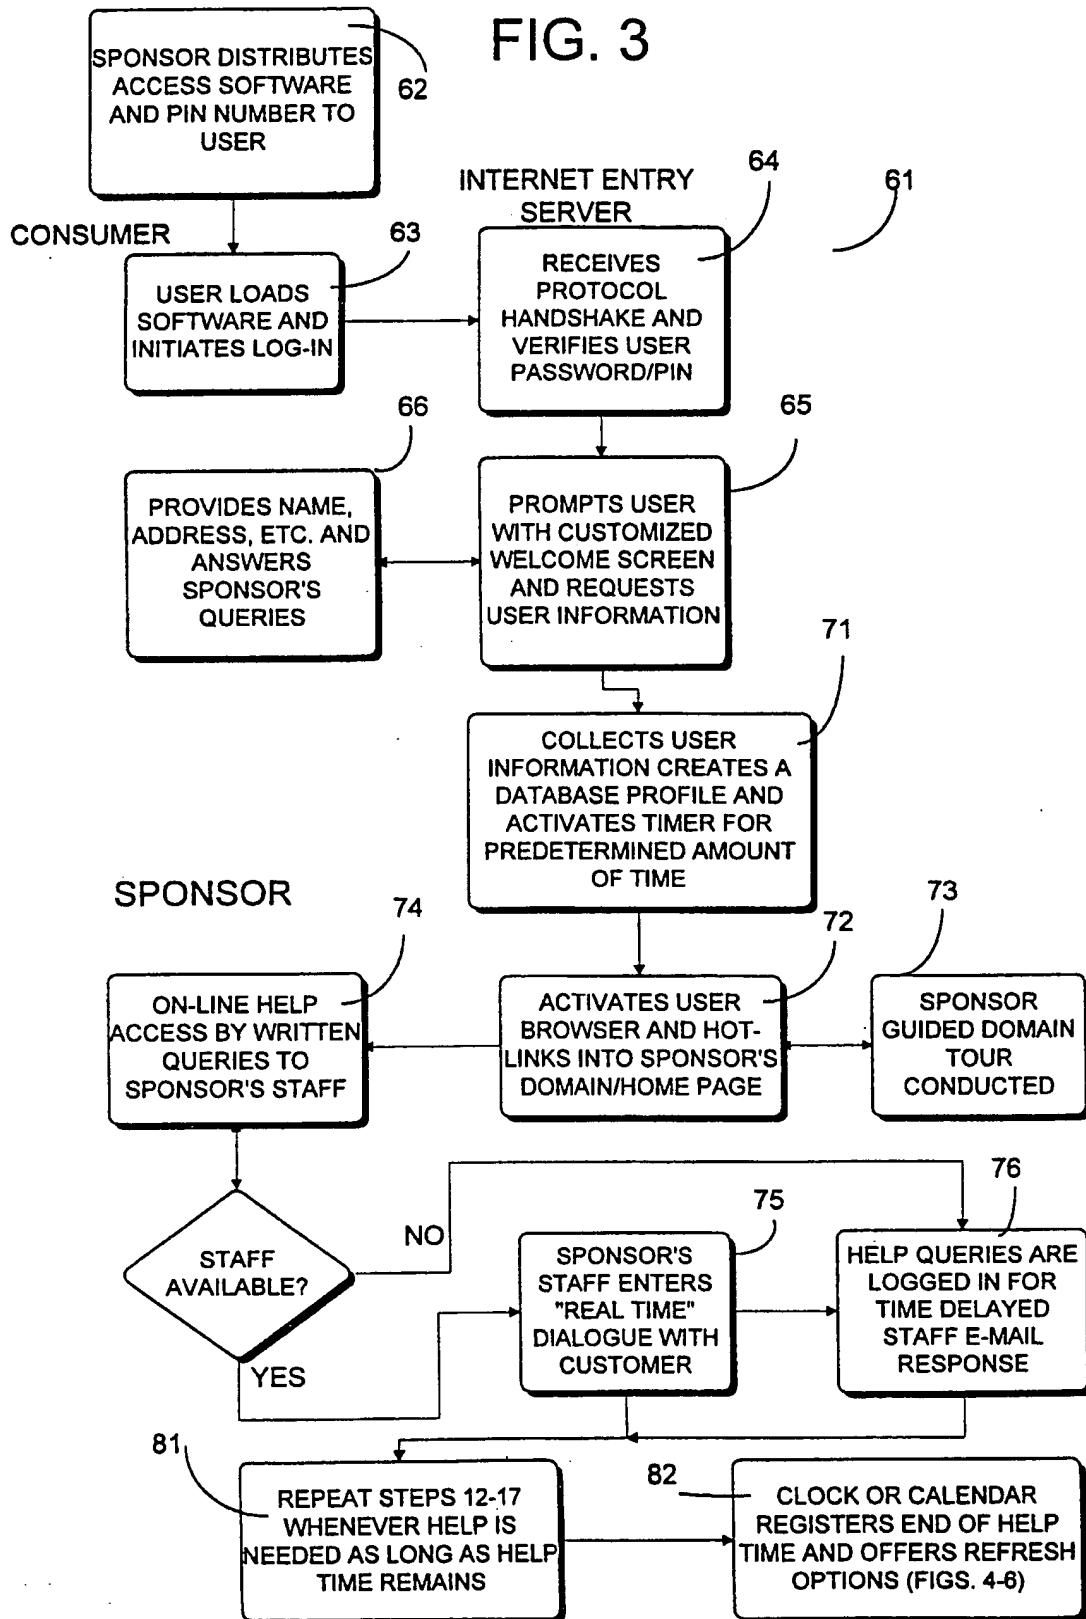 FIG. 3
SPONSOR DISTRIBUTES
ACCESS SOFTWARE
AND PIN NUMBER TO
USER
62
INTERNET ENTRY
SERVER
64
61
CONSUMER
63
USER LOADS
SOFTWARE AND
INITIATES LOG-IN
RECEIVES
PROTOCOL
HANDSHAKE AND
VERIFIES USER
PASSWORD/PIN
66
65
PROVIDES NAME,
ADDRESS, ETC. AND
ANSWERS
SPONSOR'S
QUERIES
PROMPTS USER
WITH CUSTOMIZED
WELCOME SCREEN
AND REQUESTS
USER INFORMATION
71
COLLECTS USER
INFORMATION CREATES A
DATABASE PROFILE AND
ACTIVATES TIMER FOR
PREDETERMINED AMOUNT
OF TIME
SPONSOR
74
72
73
ON-LINE HELP
ACCESS BY WRITTEN
QUERIES TO
SPONSOR'S STAFF
ACTIVATES USER
BROWSER AND HOT-
LINKS INTO SPONSOR'S
DOMAIN/HOME PAGE
SPONSOR
GUIDED DOMAIN
TOUR
CONDUCTED
STAFF
AVAILABLE?
NO
YES
75
76
SPONSOR'S
STAFF ENTERS
"REAL TIME"
DIALOGUE WITH
CUSTOMER
HELP QUERIES ARE
LOGGED IN FOR
TIME DELAYED
STAFF E-MAIL
RESPONSE
81
REPEAT STEPS 12-17
WHENEVER HELP IS
NEEDED AS LONG AS HELP
TIME REMAINS
82
CLOCK OR CALENDAR
REGISTERS END OF HELP
TIME AND OFFERS REFRESH
OPTIONS (FIGS. 4-6)